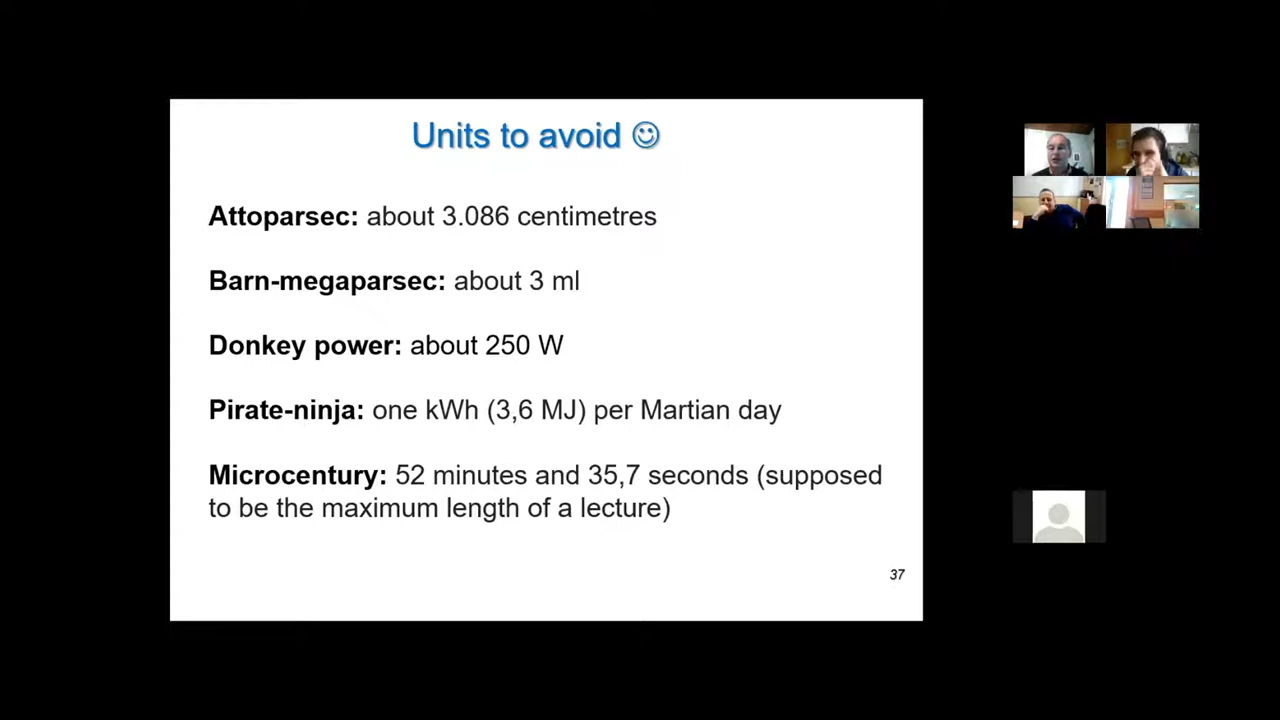 Units to avoid ☺
Attoparsec: about 3.086 centimetres
Barn-megaparsec: about 3 ml
Donkey power: about 250 W
Pirate-ninja: one kWh (3,6 MJ) per Martian day
Microcentury: 52 minutes and 35,7 seconds (supposed
to be the maximum length of a lecture)
37